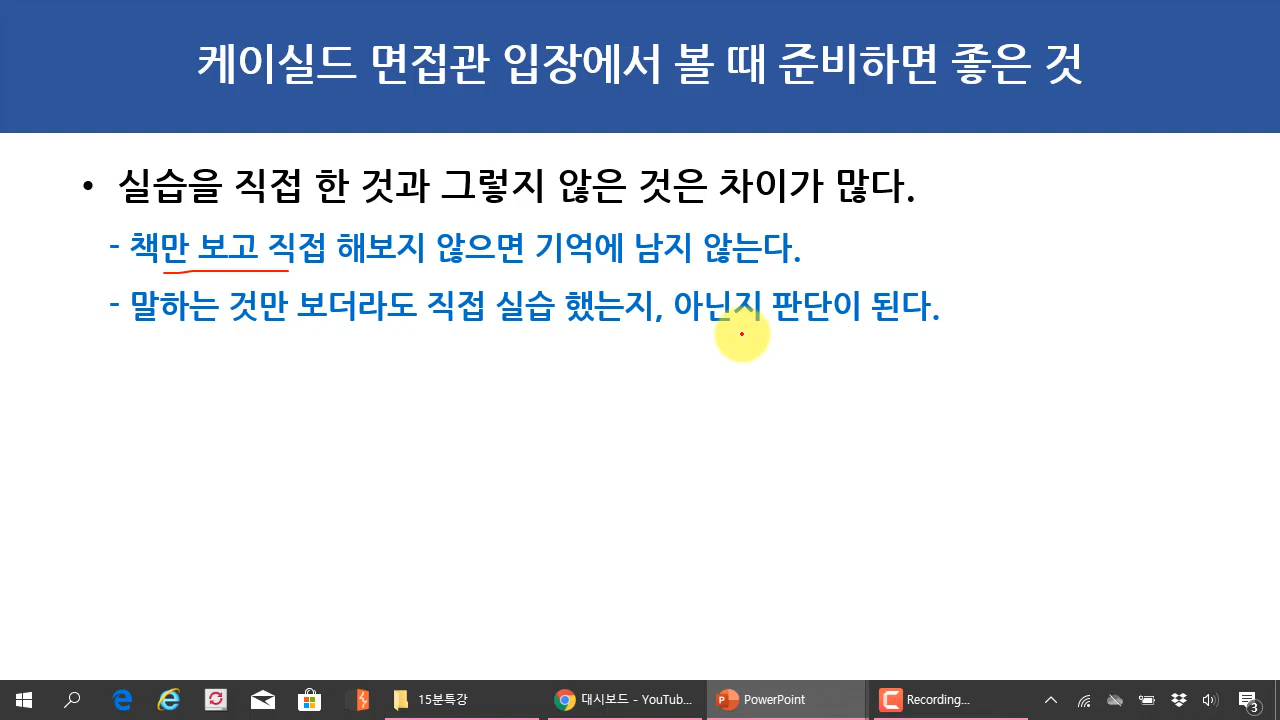 케이실드 면접관 입장에서 볼 때 준비하면 좋은 것
• 실습을 직접 한 것과 그렇지 않은 것은 차이가 많다.
- 책만 보고 직접 해보지 않으면 기억에 남지 않는다.
- 말하는 것만 보더라도 직접 실습 했는지, 아닌지 판단이 된다.
15분특강
대시보드 - YouTub...
PowerPoint
Recording...
3